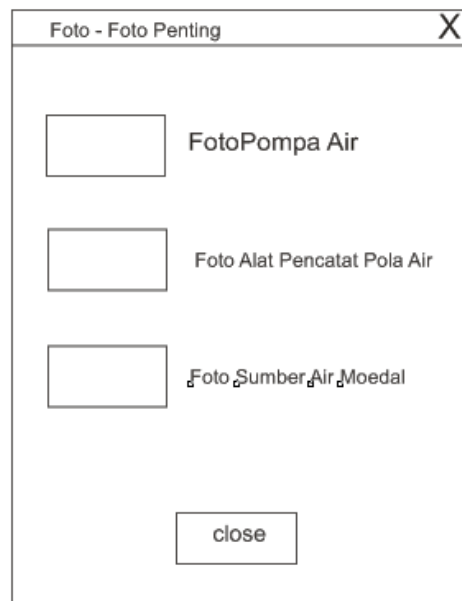 Foto - Foto Penting X
FotoPompa Air
Foto Alat Pencatat Pola Air
Foto Sumber Air Moedal
close